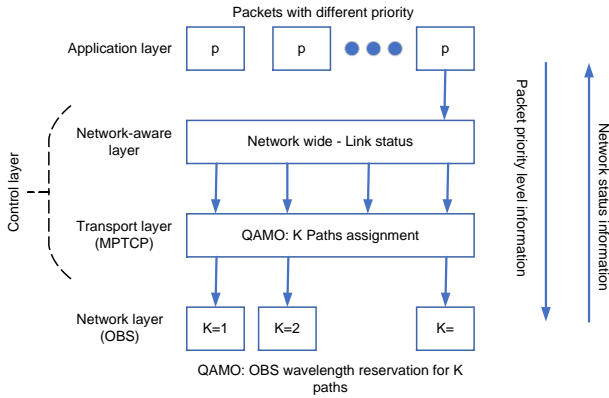 Packets with different priority
Application layer
p
p
p
Network-aware
layer
Network wide - Link status
Control layer
Transport layer
(MPTCP)
QAMO: K Paths assignment
Network layer
(OBS)
K=1
K=2
K=
QAMO: OBS wavelength reservation for K
paths
Packet priority level information
Network status information